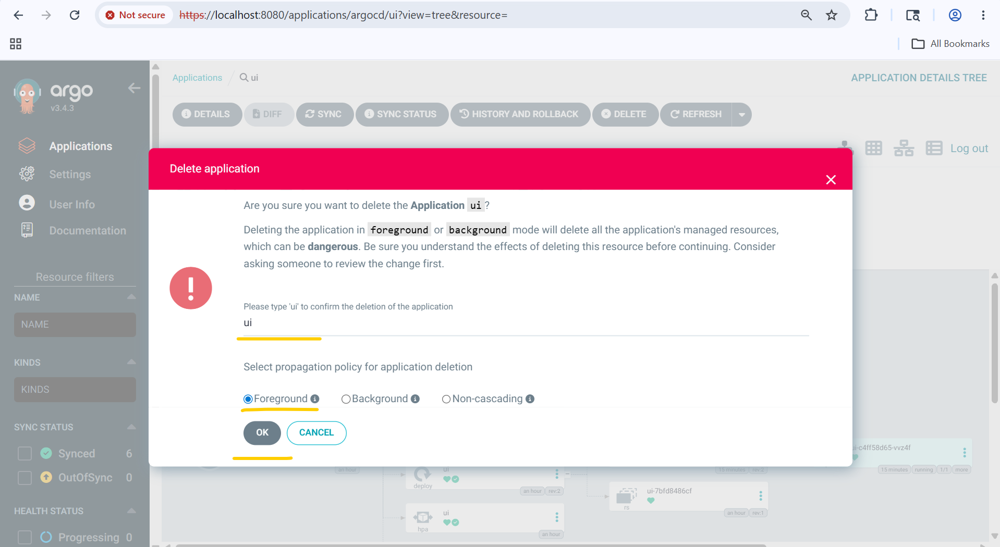 Not secure https://localhost:8080/applications/argocd/ui?view=tree&resource=
All Bookmarks
argo
v3.4.3
Applications
Settings
User Info
Documentation
Resource filters
NAME
NAME
KINDS
KINDS
SYNC STATUS
Synced 6
OutOfSync 0
HEALTH STATUS
Progressing 0
Applications / ui
APPLICATION DETAILS TREE
DETAILS DIFF SYNC SYNC STATUS HISTORY AND ROLLBACK DELETE REFRESH
Log out
Delete application
Are you sure you want to delete the Application ui?
Deleting the application in foreground or background mode will delete all the application's managed resources,
which can be dangerous. Be sure you understand the effects of deleting this resource before continuing. Consider
asking someone to review the change first.
Please type 'ui' to confirm the deletion of the application
ui
Select propagation policy for application deletion
Foreground Background Non-cascading
OK CANCEL
ui-c4ff58d65-vvz4f
15 minutes running 1/1 more
an hour
ui
deploy
an hour rev:2
15 minutes rev:2
ui-7bfd8486cf
rs
an hour rev:1
ui
hpa
an hour